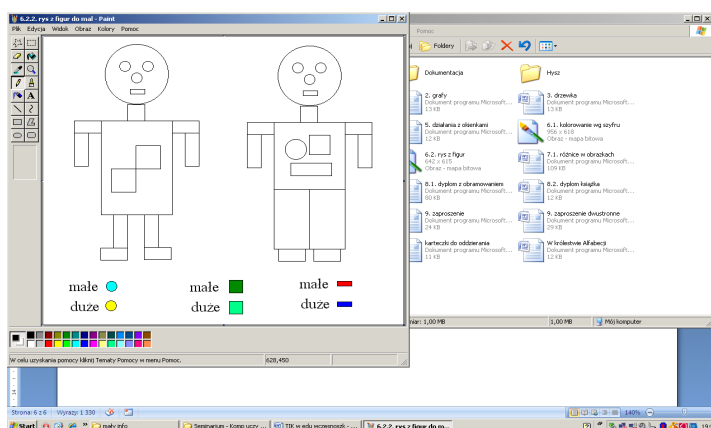 6.2.2. rys z figur do mal - Paint
Plik Edycja Widok Obraz Kolory Pomoc
małe małe małe
duże duże duże
W celu uzyskania pomocy kliknij Tematy Pomocy w menu Pomoc. 628,450
Pomoc
Foldery
Dokumentacja
Hysz
2. grafy
Dokument programu Microsoft...
13 KB
3. drzewka
Dokument programu Microsoft...
13 KB
5. działania z okienkami
Dokument programu Microsoft...
12 KB
6.1. kolorowanie wg szyfru
956 x 618
Obraz - mapa bitowa
6.2. rys z figur
642 x 615
Obraz - mapa bitowa
7.1. różnice w obrazkach
Dokument programu Microsoft...
109 KB
8.1. dyplom z obramowaniem
Dokument programu Microsoft...
80 KB
8.2. dyplom książka
Dokument programu Microsoft...
12 KB
9. zaproszenie
Dokument programu Microsoft...
24 KB
9. zaproszenie dwustronne
Dokument programu Microsoft...
29 KB
karteczki do oddzierania
Dokument programu Microsoft...
11 KB
W królestwie Alfabecji
Dokument programu Microsoft...
12 KB
miar: 1,00 MB 1,00 MB Mój komputer
Strona: 6 z 6 Wyrazy: 1 330 140%
Start mały info Seminarium - Komp uczy ... TIK w edu wczesnoszk - ... 6.2.2. rys z figur do m...